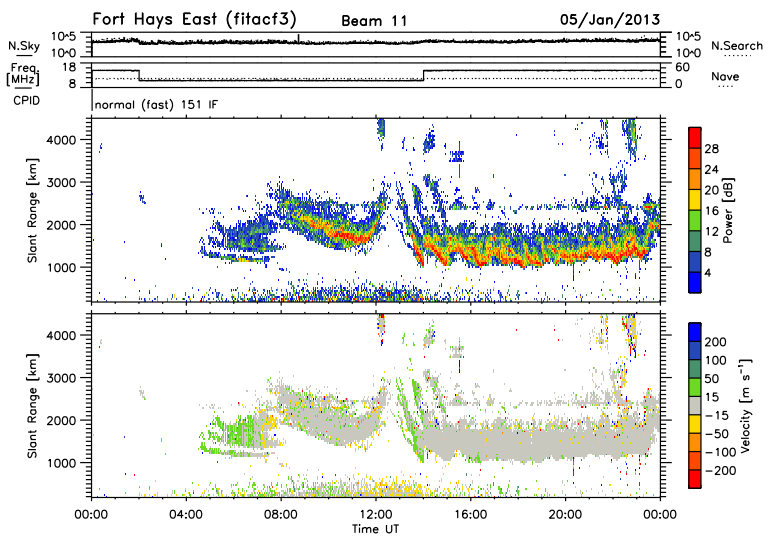 Fort Hays East (fitacf3) Beam 11 05/Jan/2013
N.Sky 10^5 10^0 10^5 10^0 N.Search
Freq. [MHz] 18 8 60 0 Nave
CPID normal (fast) 151 IF
Slant Range [km] 4000 3000 2000 1000
Power [dB] 28 24 20 16 12 8 4
Slant Range [km] 4000 3000 2000 1000
Velocity [m s⁻¹] 200 100 50 15 −15 −50 −100 −200
00:00 04:00 08:00 12:00 16:00 20:00 00:00
Time UT